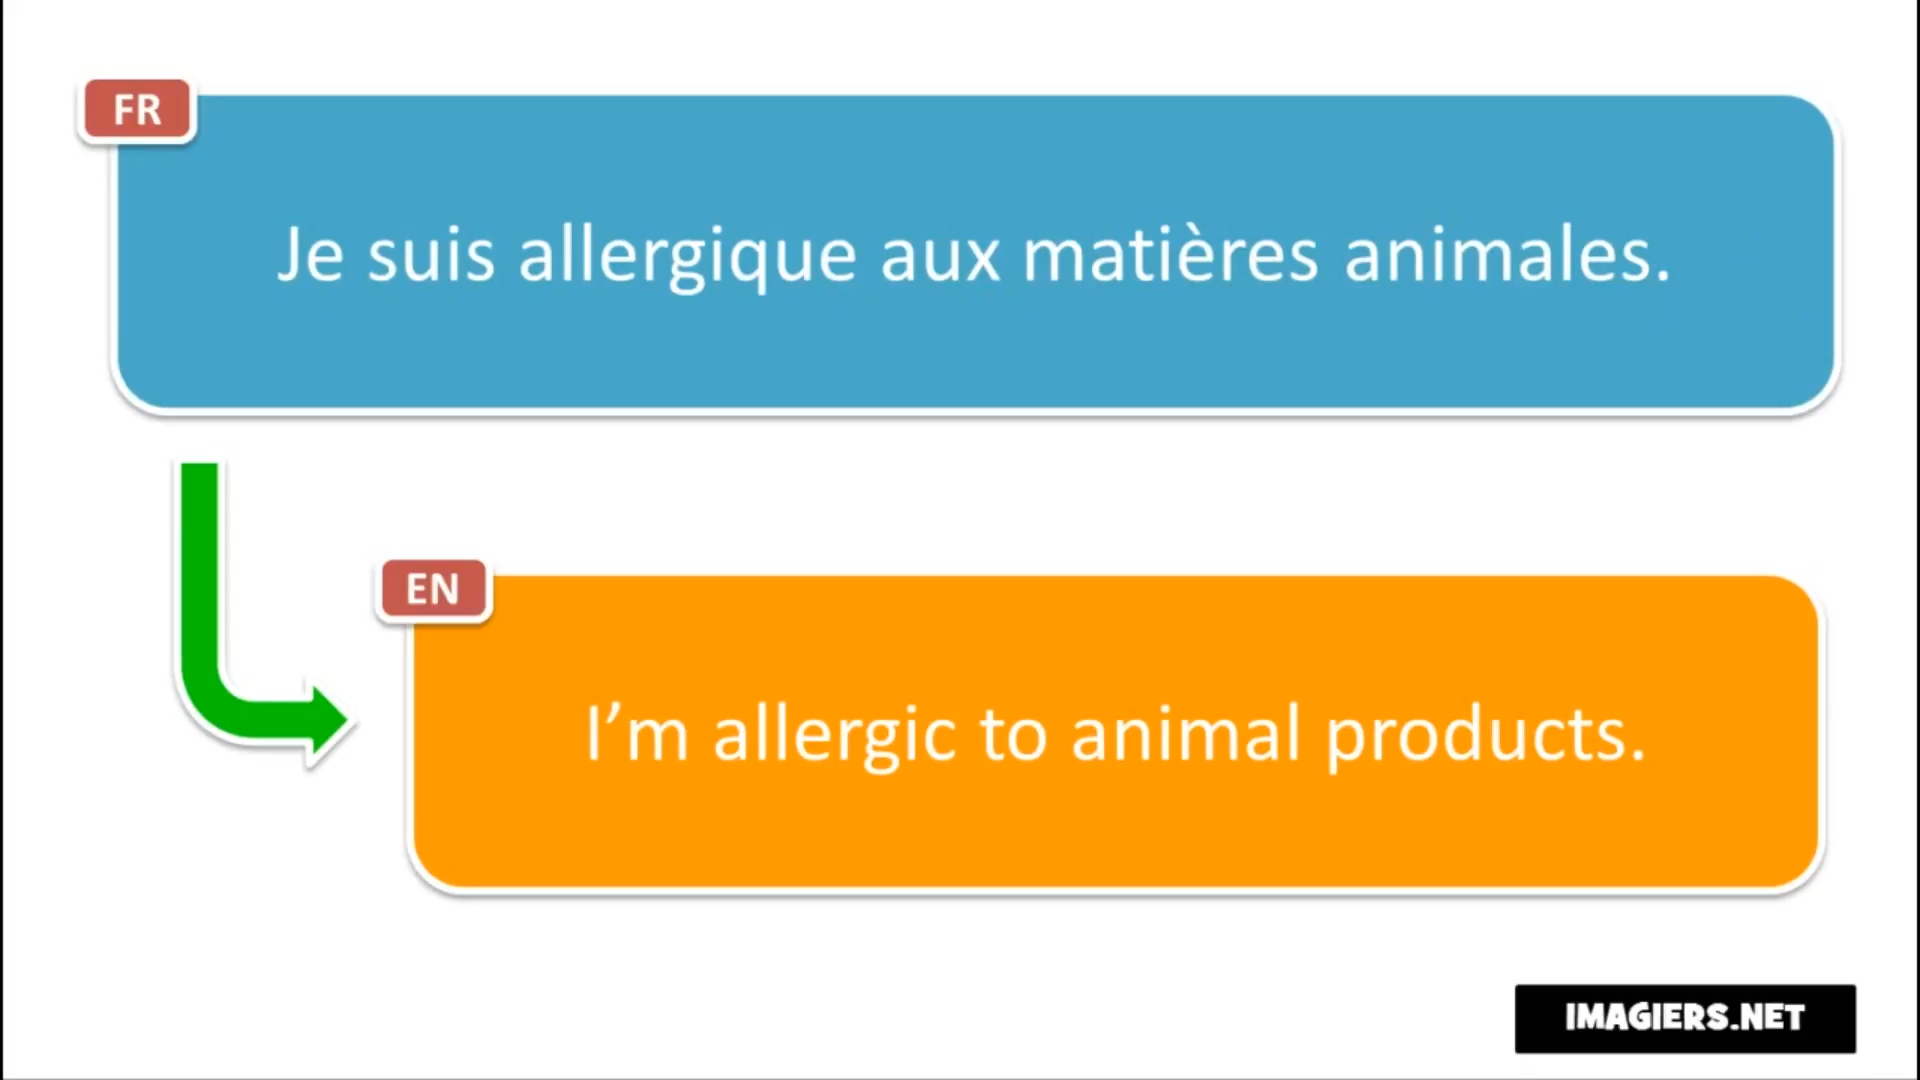 FR
Je suis allergique aux matières animales.
EN
I’m allergic to animal products.
IMAGIERS.NET